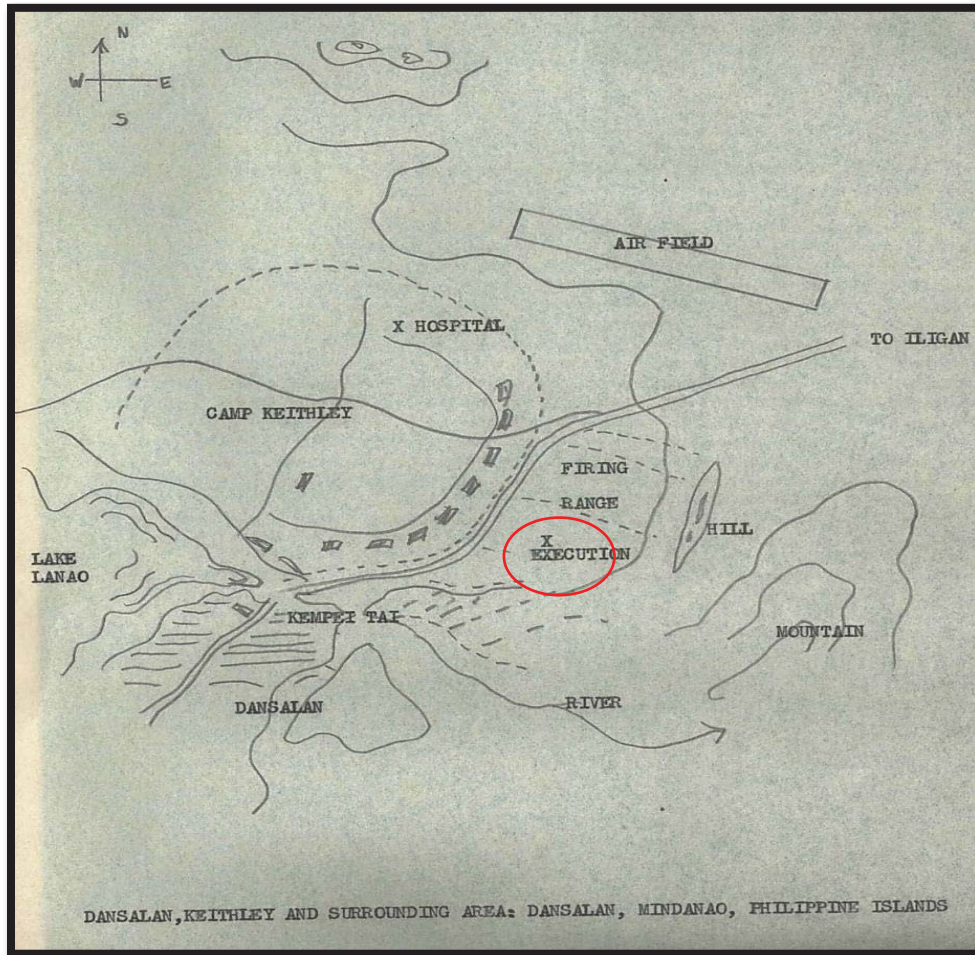 N
W E
S
AIR FIELD
X HOSPITAL
TO ILIGAN
CAMP KEITHLEY
FIRING
RANGE
HILL
X
EXECUTION
LAKE
LANAO
KEMPEI TAI
MOUNTAIN
DANSALAN
RIVER
DANSALAN,KEITHLEY AND SURROUNDING AREA: DANSALAN, MINDANAO, PHILIPPINE ISLANDS